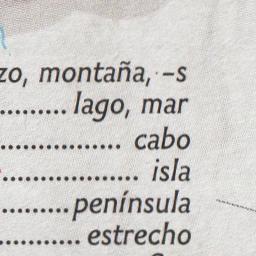 zo, montaña, -s
.......... lago, mar
................. cabo
................... isla
.......... península
............ estrecho